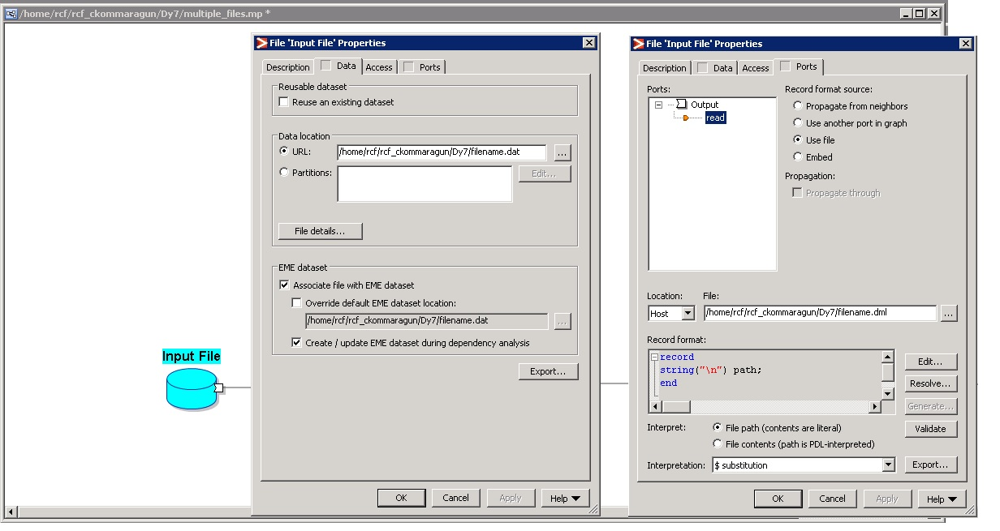 /home/rcf/rcf_ckommaragun/Dy7/multiple_files.mp *
Input File
File 'Input File' Properties
Description Data Access Ports
Reusable dataset
Reuse an existing dataset
Data location
URL: /home/rcf/rcf_ckommaragun/Dy7/filename.dat ...
Partitions: Edit...
File details...
EME dataset
Associate file with EME dataset
Override default EME dataset location:
/home/rcf/rcf_ckommaragun/Dy7/filename.dat ...
Create / update EME dataset during dependency analysis
Export...
OK Cancel Apply Help
File 'Input File' Properties
Description Data Access Ports
Ports:
Output
read
Record format source:
Propagate from neighbors
Use another port in graph
Use file
Embed
Propagation:
Propagate through
Location: File:
Host /home/rcf/rcf_ckommaragun/Dy7/filename.dml ...
Record format:
record
string("\n") path;
end
Edit...
Resolve...
Generate...
Validate
Interpret: File path (contents are literal)
File contents (path is PDL-interpreted)
Interpretation: $ substitution Export...
OK Cancel Apply Help